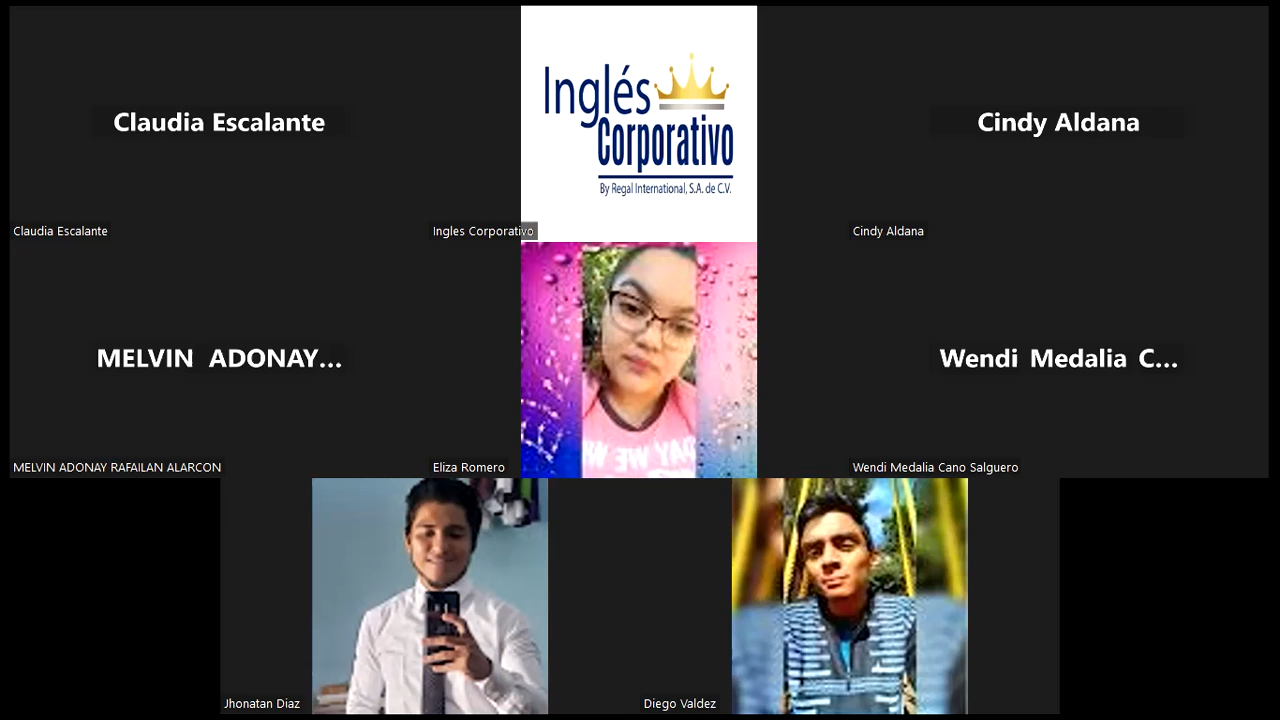 Claudia Escalante
Inglés
Corporativo
By Regal International, S.A. de C.V.
Cindy Aldana
Claudia Escalante
Ingles Corporativo
Cindy Aldana
MELVIN ADONAY...
Wendi Medalia C...
MELVIN ADONAY RAFAILAN ALARCON
Eliza Romero
Wendi Medalia Cano Salguero
Jhonatan Diaz
Diego Valdez